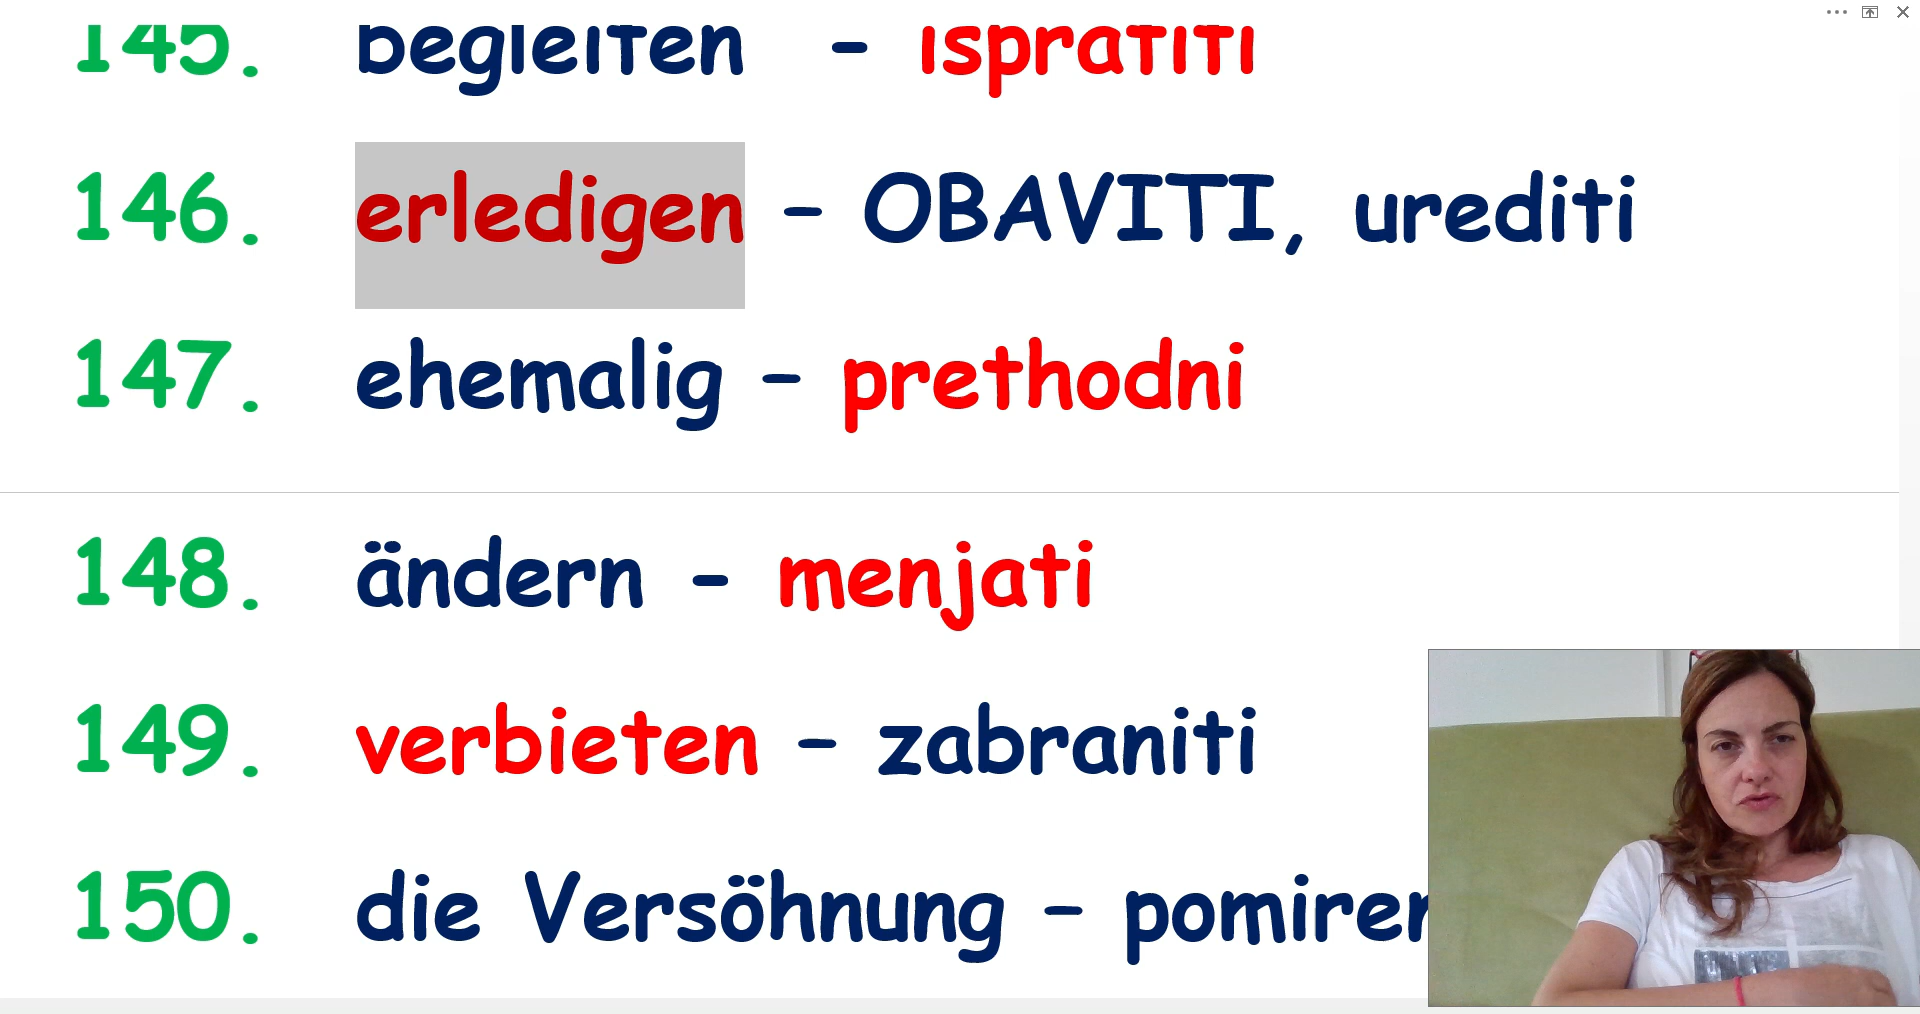 145. begleiten - ispratiti
146. erledigen - OBAVITI, urediti
147. ehemalig - prethodni
148. ändern - menjati
149. verbieten - zabraniti
150. die Versöhnung -